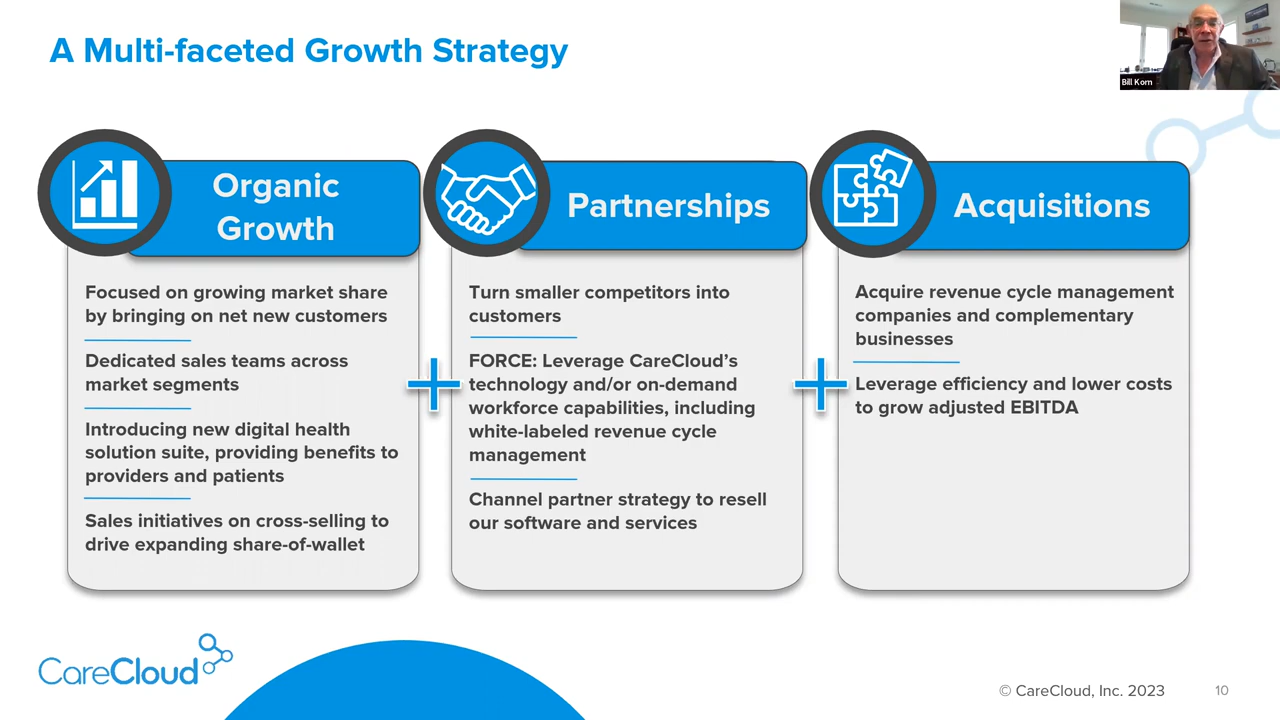 A Multi-faceted Growth Strategy
Bill Korn
Organic
Growth
Focused on growing market share
by bringing on net new customers
Dedicated sales teams across
market segments
Introducing new digital health
solution suite, providing benefits to
providers and patients
Sales initiatives on cross-selling to
drive expanding share-of-wallet
Partnerships
Turn smaller competitors into
customers
FORCE: Leverage CareCloud’s
technology and/or on-demand
workforce capabilities, including
white-labeled revenue cycle
management
Channel partner strategy to resell
our software and services
Acquisitions
Acquire revenue cycle management
companies and complementary
businesses
Leverage efficiency and lower costs
to grow adjusted EBITDA
CareCloud
© CareCloud, Inc. 2023
10